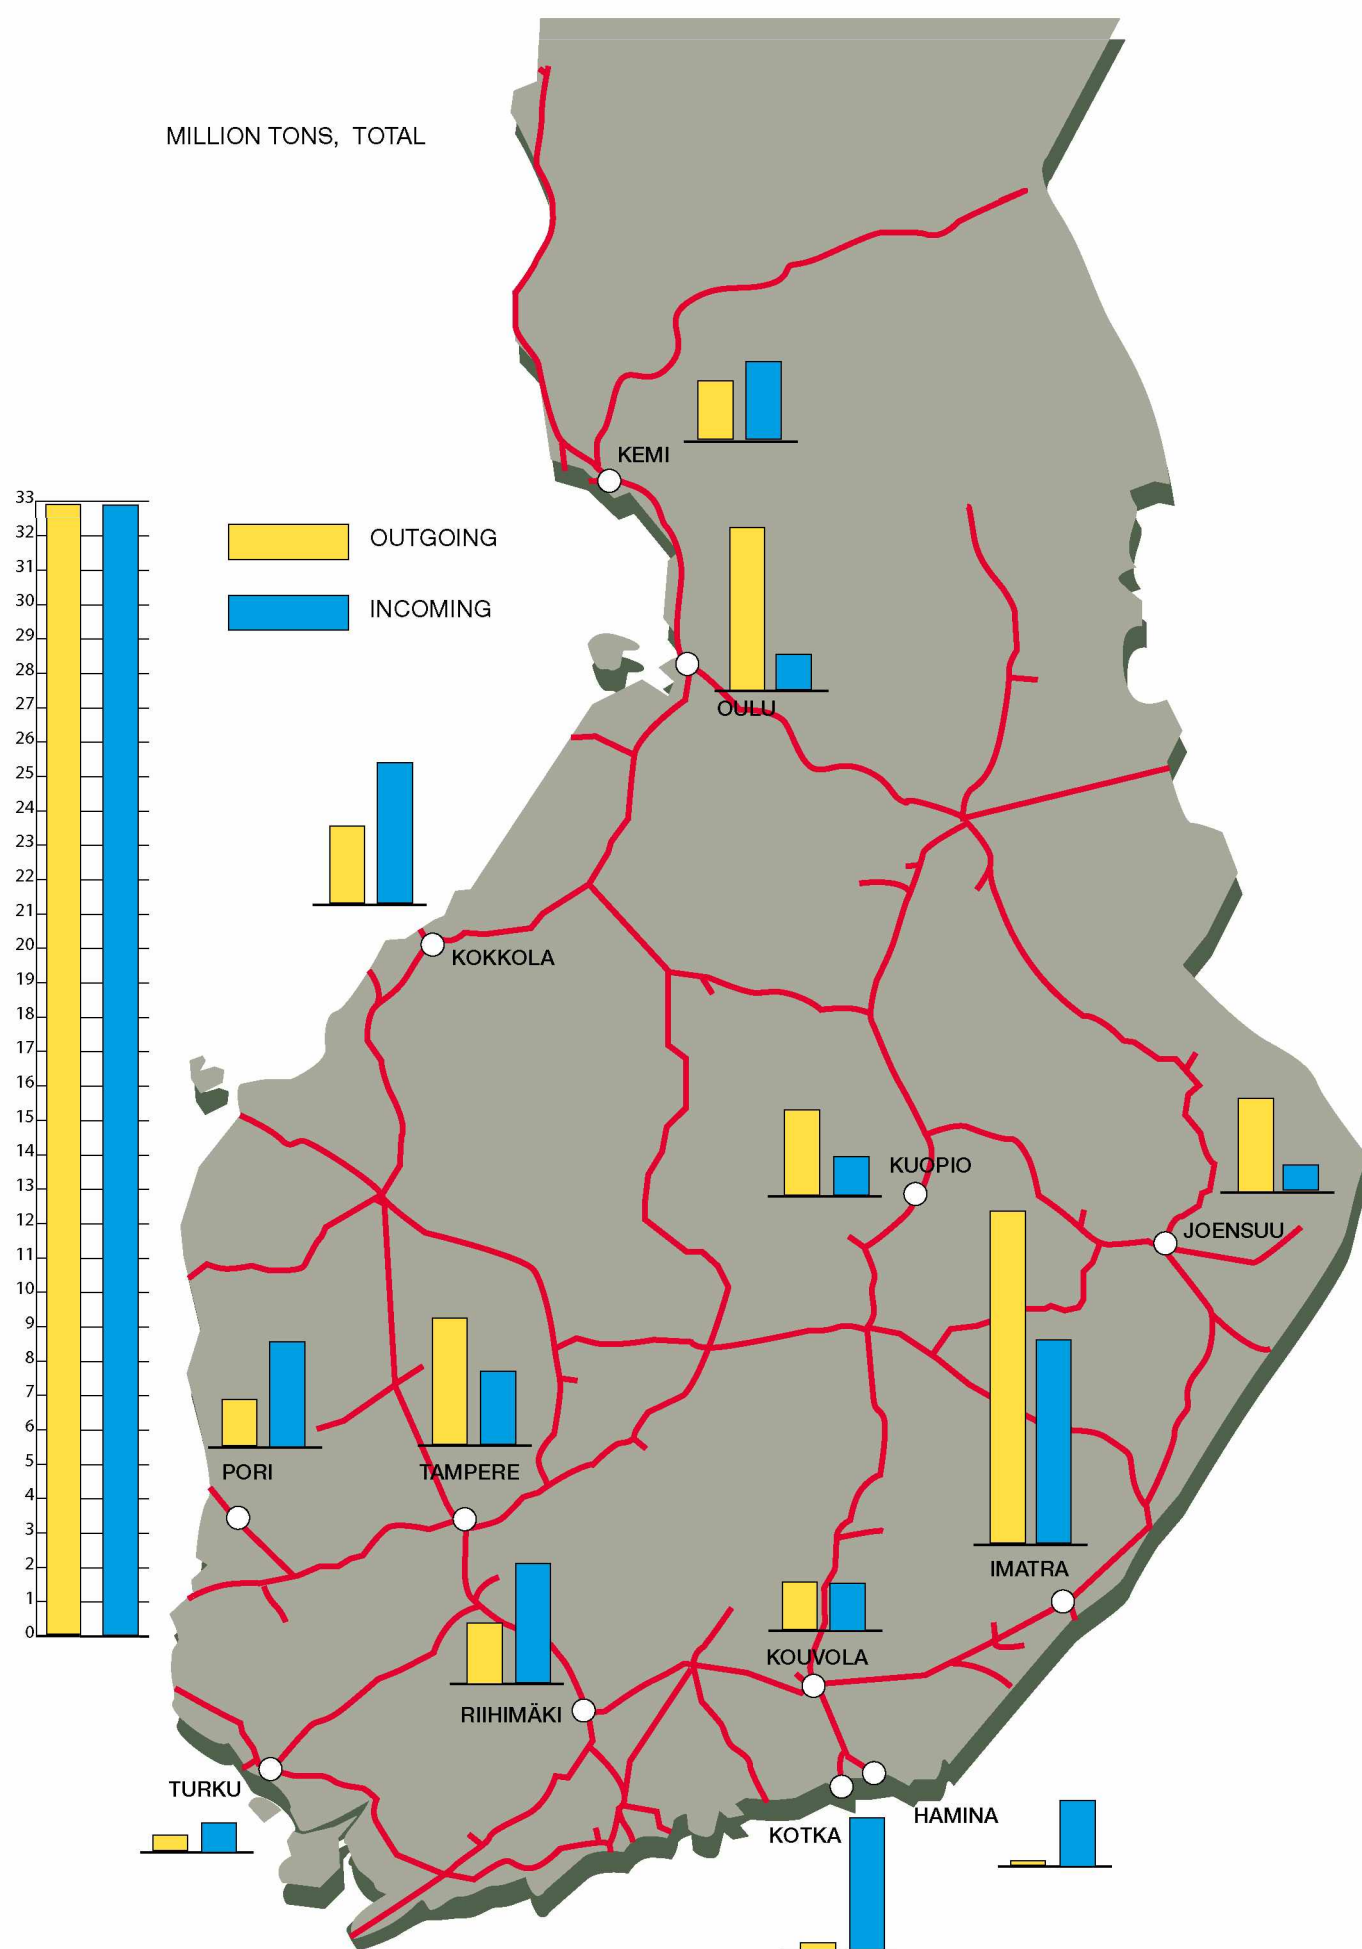 MILLION TONS, TOTAL
KEMI
33
32
31
30
29
28
27
26
25
24
23
22
21
20
19
18
17
16
15
14
13
12
11
10
9
8
7
6
5
4
3
2
1
0
OUTGOING
INCOMING
OULU
KOKKOLA
KUOPIO
JOENSUU
PORI
TAMPERE
IMATRA
KOUVOLA
RIIHIMÄKI
TURKU
HAMINA
KOTKA